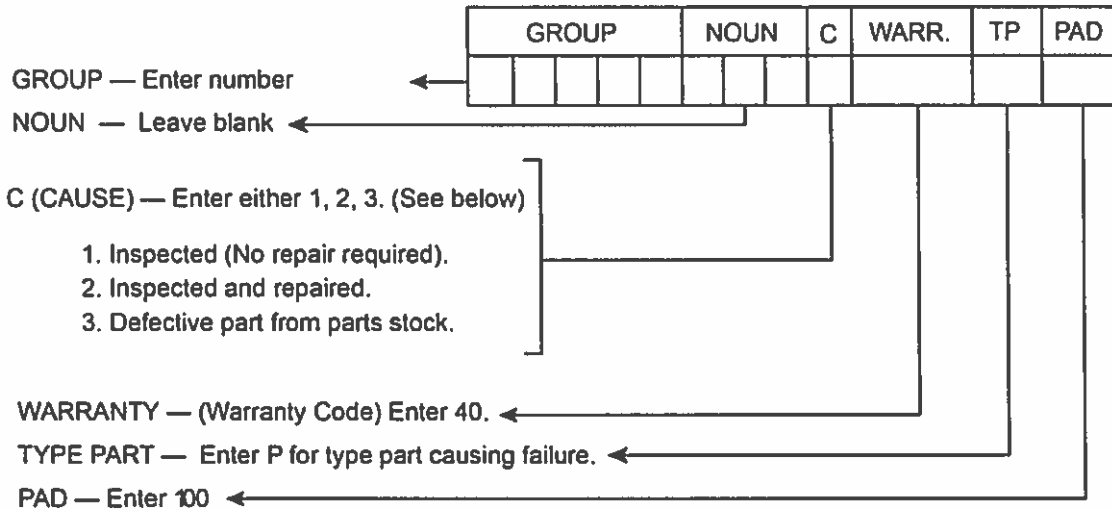 GROUP NOUN C WARR. TP PAD
GROUP — Enter number
NOUN — Leave blank
C (CAUSE) — Enter either 1, 2, 3. (See below)
1. Inspected (No repair required).
2. Inspected and repaired.
3. Defective part from parts stock.
WARRANTY — (Warranty Code) Enter 40.
TYPE PART — Enter P for type part causing failure.
PAD — Enter 100